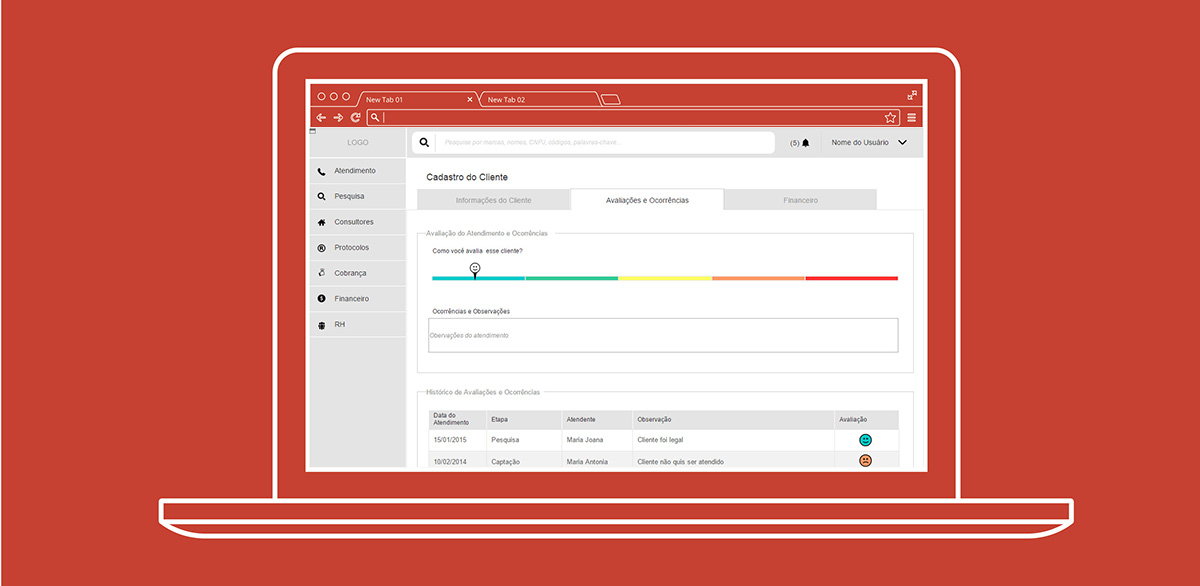 New Tab 01
New Tab 02
LOGO
Pesquise por marcas, nomes, CNPJ, códigos, palavras-chave...
(5)
Nome do Usuário
Atendimento
Pesquisa
Consultores
Protocolos
Cobrança
Financeiro
RH
Cadastro do Cliente
Informações do Cliente
Avaliações e Ocorrências
Financeiro
Avaliação do Atendimento e Ocorrências
Como você avalia esse cliente?
Ocorrências e Observações
Obervações do atendimento
Histórico de Avaliações e Ocorrências
Data do Atendimento Etapa Atendente Observação Avaliação
15/01/2015 Pesquisa Maria Joana Cliente foi legal
10/02/2014 Captação Maria Antonia Cliente não quis ser atendido